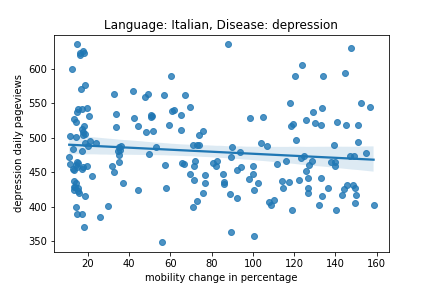 Language: Italian, Disease: depression
depression daily pageviews
600
550
500
450
400
350
20 40 60 80 100 120 140 160
mobility change in percentage